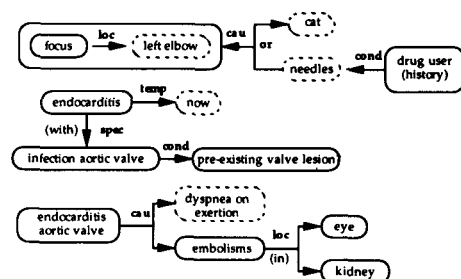 focus
loc
left elbow
cau
or
cat
needles
cond
drug user
(history)
endocarditis
temp
now
(with)
spec
infection aortic valve
cond
pre-existing valve lesion
endocarditis
aortic valve
cau
dyspnea on
exertion
embolisms
loc
(in)
eye
kidney